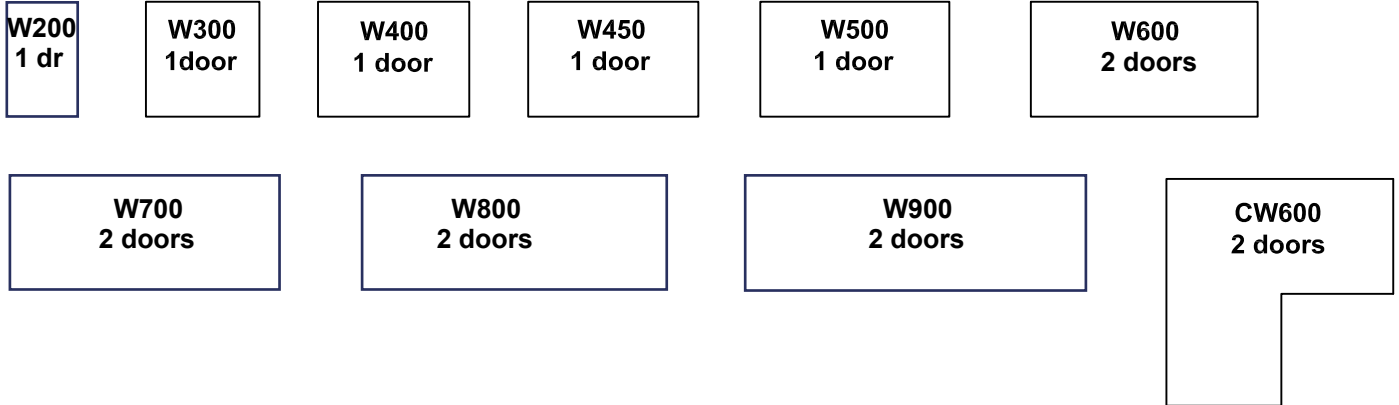 W200
1 dr
W300
1door
W400
1 door
W450
1 door
W500
1 door
W600
2 doors
W700
2 doors
W800
2 doors
W900
2 doors
CW600
2 doors